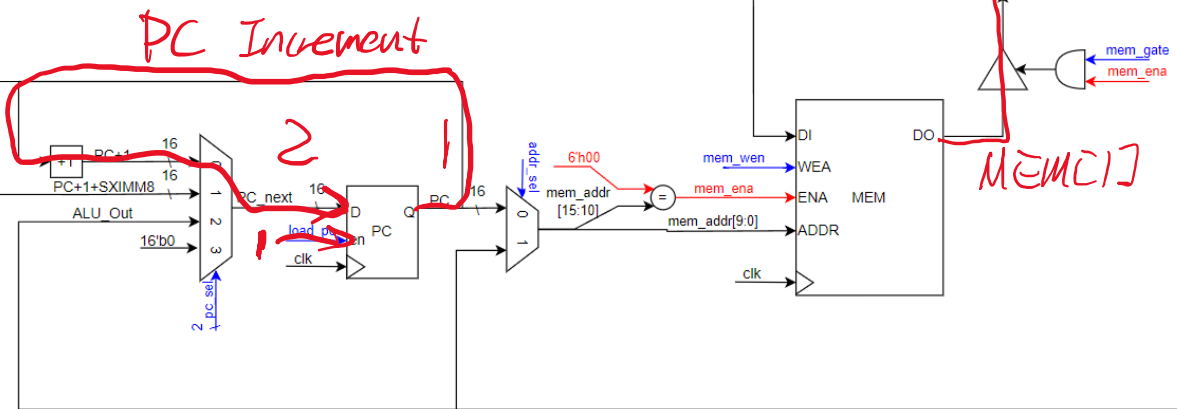 PC Increment
mem_gate
mem_ena
2
1
16
PC+1
+1
0
16
PC+1+SXIMM8
1
PC_next
16
ALU_Out
2
16'b0
3
2
pc_sel
D
Q
PC
en
PC
16
1
clk
addr_sel
0
1
6'h00
mem_addr
[15:10]
=
mem_ena
mem_addr[9:0]
mem_wen
DI
DO
WEA
ENA
MEM
ADDR
clk
MEM[1]